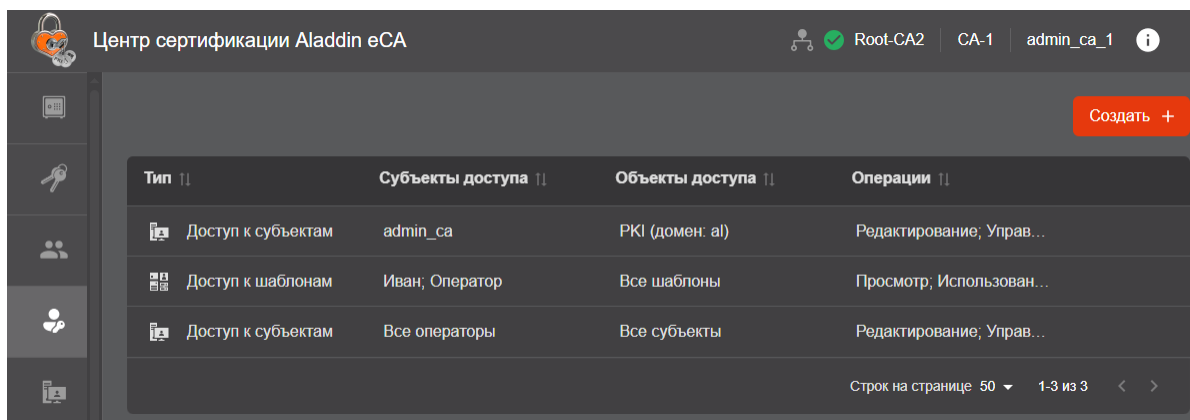 Центр сертификации Aladdin eCA Root-CA2 CA-1 admin_ca_1
Создать +
Тип Субъекты доступа Объекты доступа Операции
Доступ к субъектам admin_ca PKI (домен: al) Редактирование; Управ...
Доступ к шаблонам Иван; Оператор Все шаблоны Просмотр; Использован...
Доступ к субъектам Все операторы Все субъекты Редактирование; Управ...
Строк на странице 50 1-3 из 3